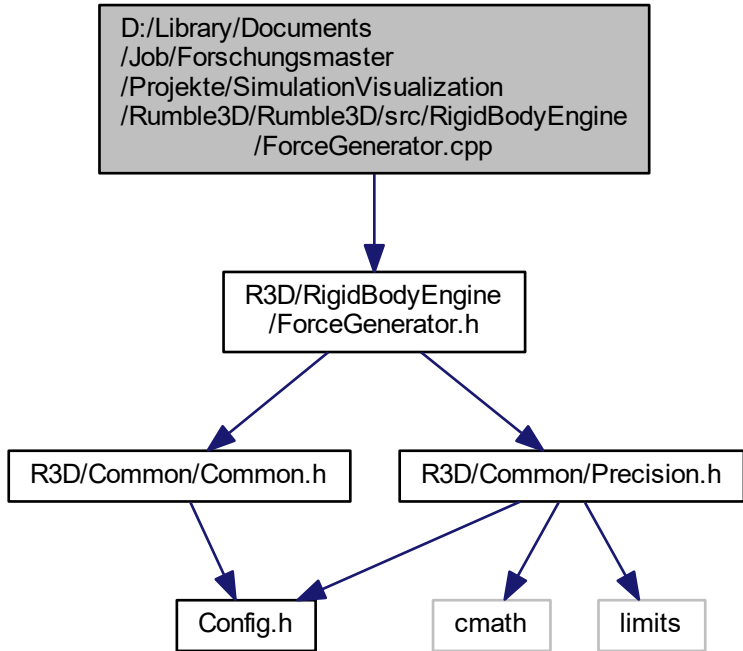 D:/Library/Documents
/Job/Forschungsmaster
/Projekte/SimulationVisualization
/Rumble3D/Rumble3D/src/RigidBodyEngine
/ForceGenerator.cpp
R3D/RigidBodyEngine
/ForceGenerator.h
R3D/Common/Common.h
R3D/Common/Precision.h
Config.h
cmath
limits